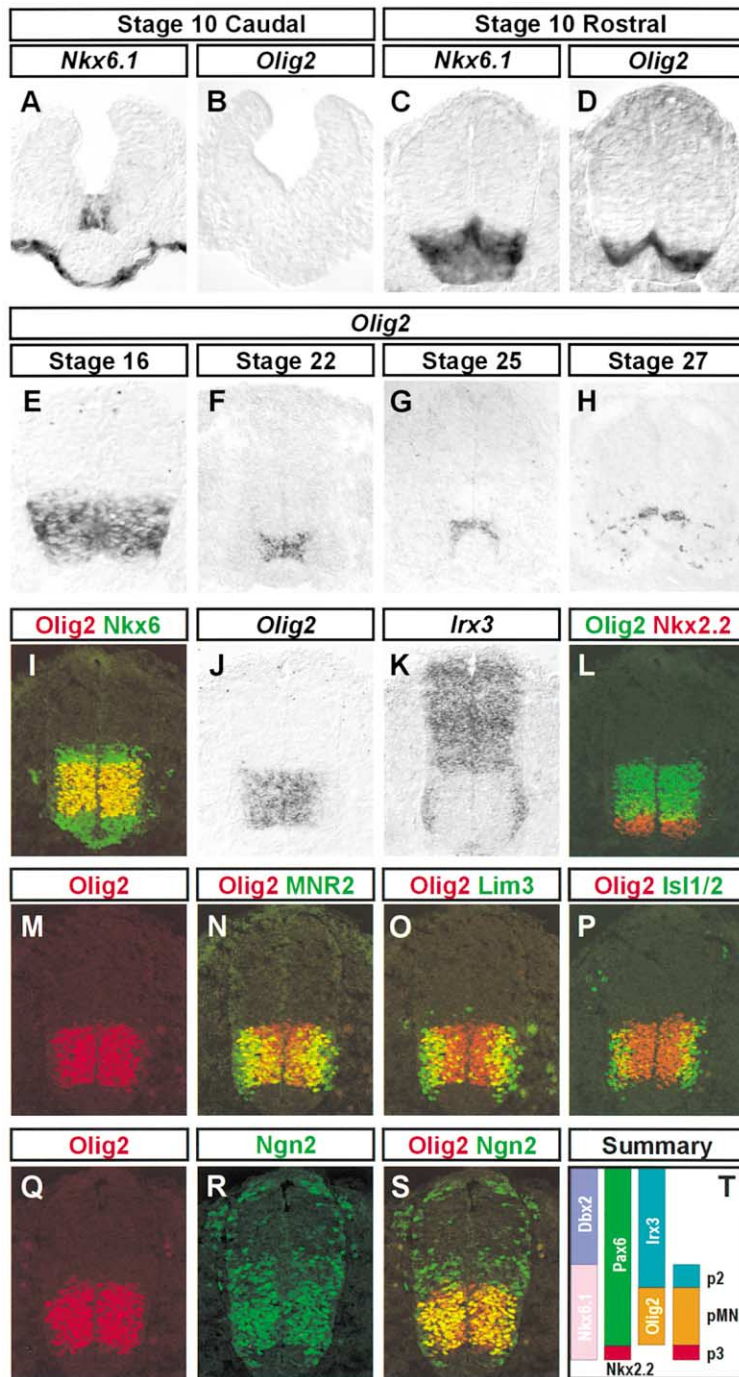 Stage 10 Caudal Stage 10 Rostral
Nkx6.1 Olig2 Nkx6.1 Olig2
A B C D
Olig2
Stage 16 Stage 22 Stage 25 Stage 27
E F G H
Olig2 Nkx6 Olig2 Irx3 Olig2 Nkx2.2
I J K L
Olig2 Olig2 MNR2 Olig2 Lim3 Olig2 Isl1/2
M N O P
Olig2 Ngn2 Olig2 Ngn2 Summary
Q R S T
Dbx2
Nkx6.1
Pax6
Irx3
Olig2
p2
pMN
p3
Nkx2.2